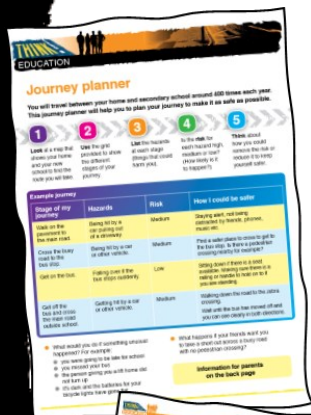 THINK!
EDUCATION
Journey planner
You will travel between your home and secondary school around 400 times each year.
This journey planner will help you to plan your journey to make it as safe as possible.
1
Look at a map that
shows your home
and your new
school to find the
route you will take.
2
Use the grid
provided to show
the different
stages of your
journey.
3
List the hazards
at each stage
(things that could
harm you).
4
Is the risk for
each hazard high,
medium or low?
(How likely is it
to happen?)
5
Think about
how you could
remove the risk or
reduce it to keep
yourself safer.
Example journey
Stage of my
journey
Hazards
Risk
How I could be safer
Walk on the
pavement to
the main road.
Being hit by a
car coming out
of a driveway.
Medium
Staying alert, not being
distracted by friends, phones,
music etc.
Cross the busy
road to the
bus stop.
Being hit by a car
or other vehicle.
Medium
Find a safer place to cross to get to
the bus stop. Is there a pedestrian
crossing nearby for example?
Get on the bus.
Falling over if the
bus stops suddenly.
Low
Sitting down if there is a seat
available. Making sure there is a
railing or handle to hold on to if
you are standing.
Get off the
bus and cross
the main road
outside school.
Getting hit by a car
or other vehicle.
Medium
Walking down the road to the zebra
crossing.
Wait until the bus has moved off and
you can see clearly in both directions.
What would you do if something unusual
happened? For example:
you were going to be late for school
you missed your bus
the person giving you a lift home did
not turn up
it's dark and the batteries for your
bicycle lights have gone
What happens if your friends want you
to take a short cut across a busy road
with no pedestrian crossing?
Information for parents
on the back page